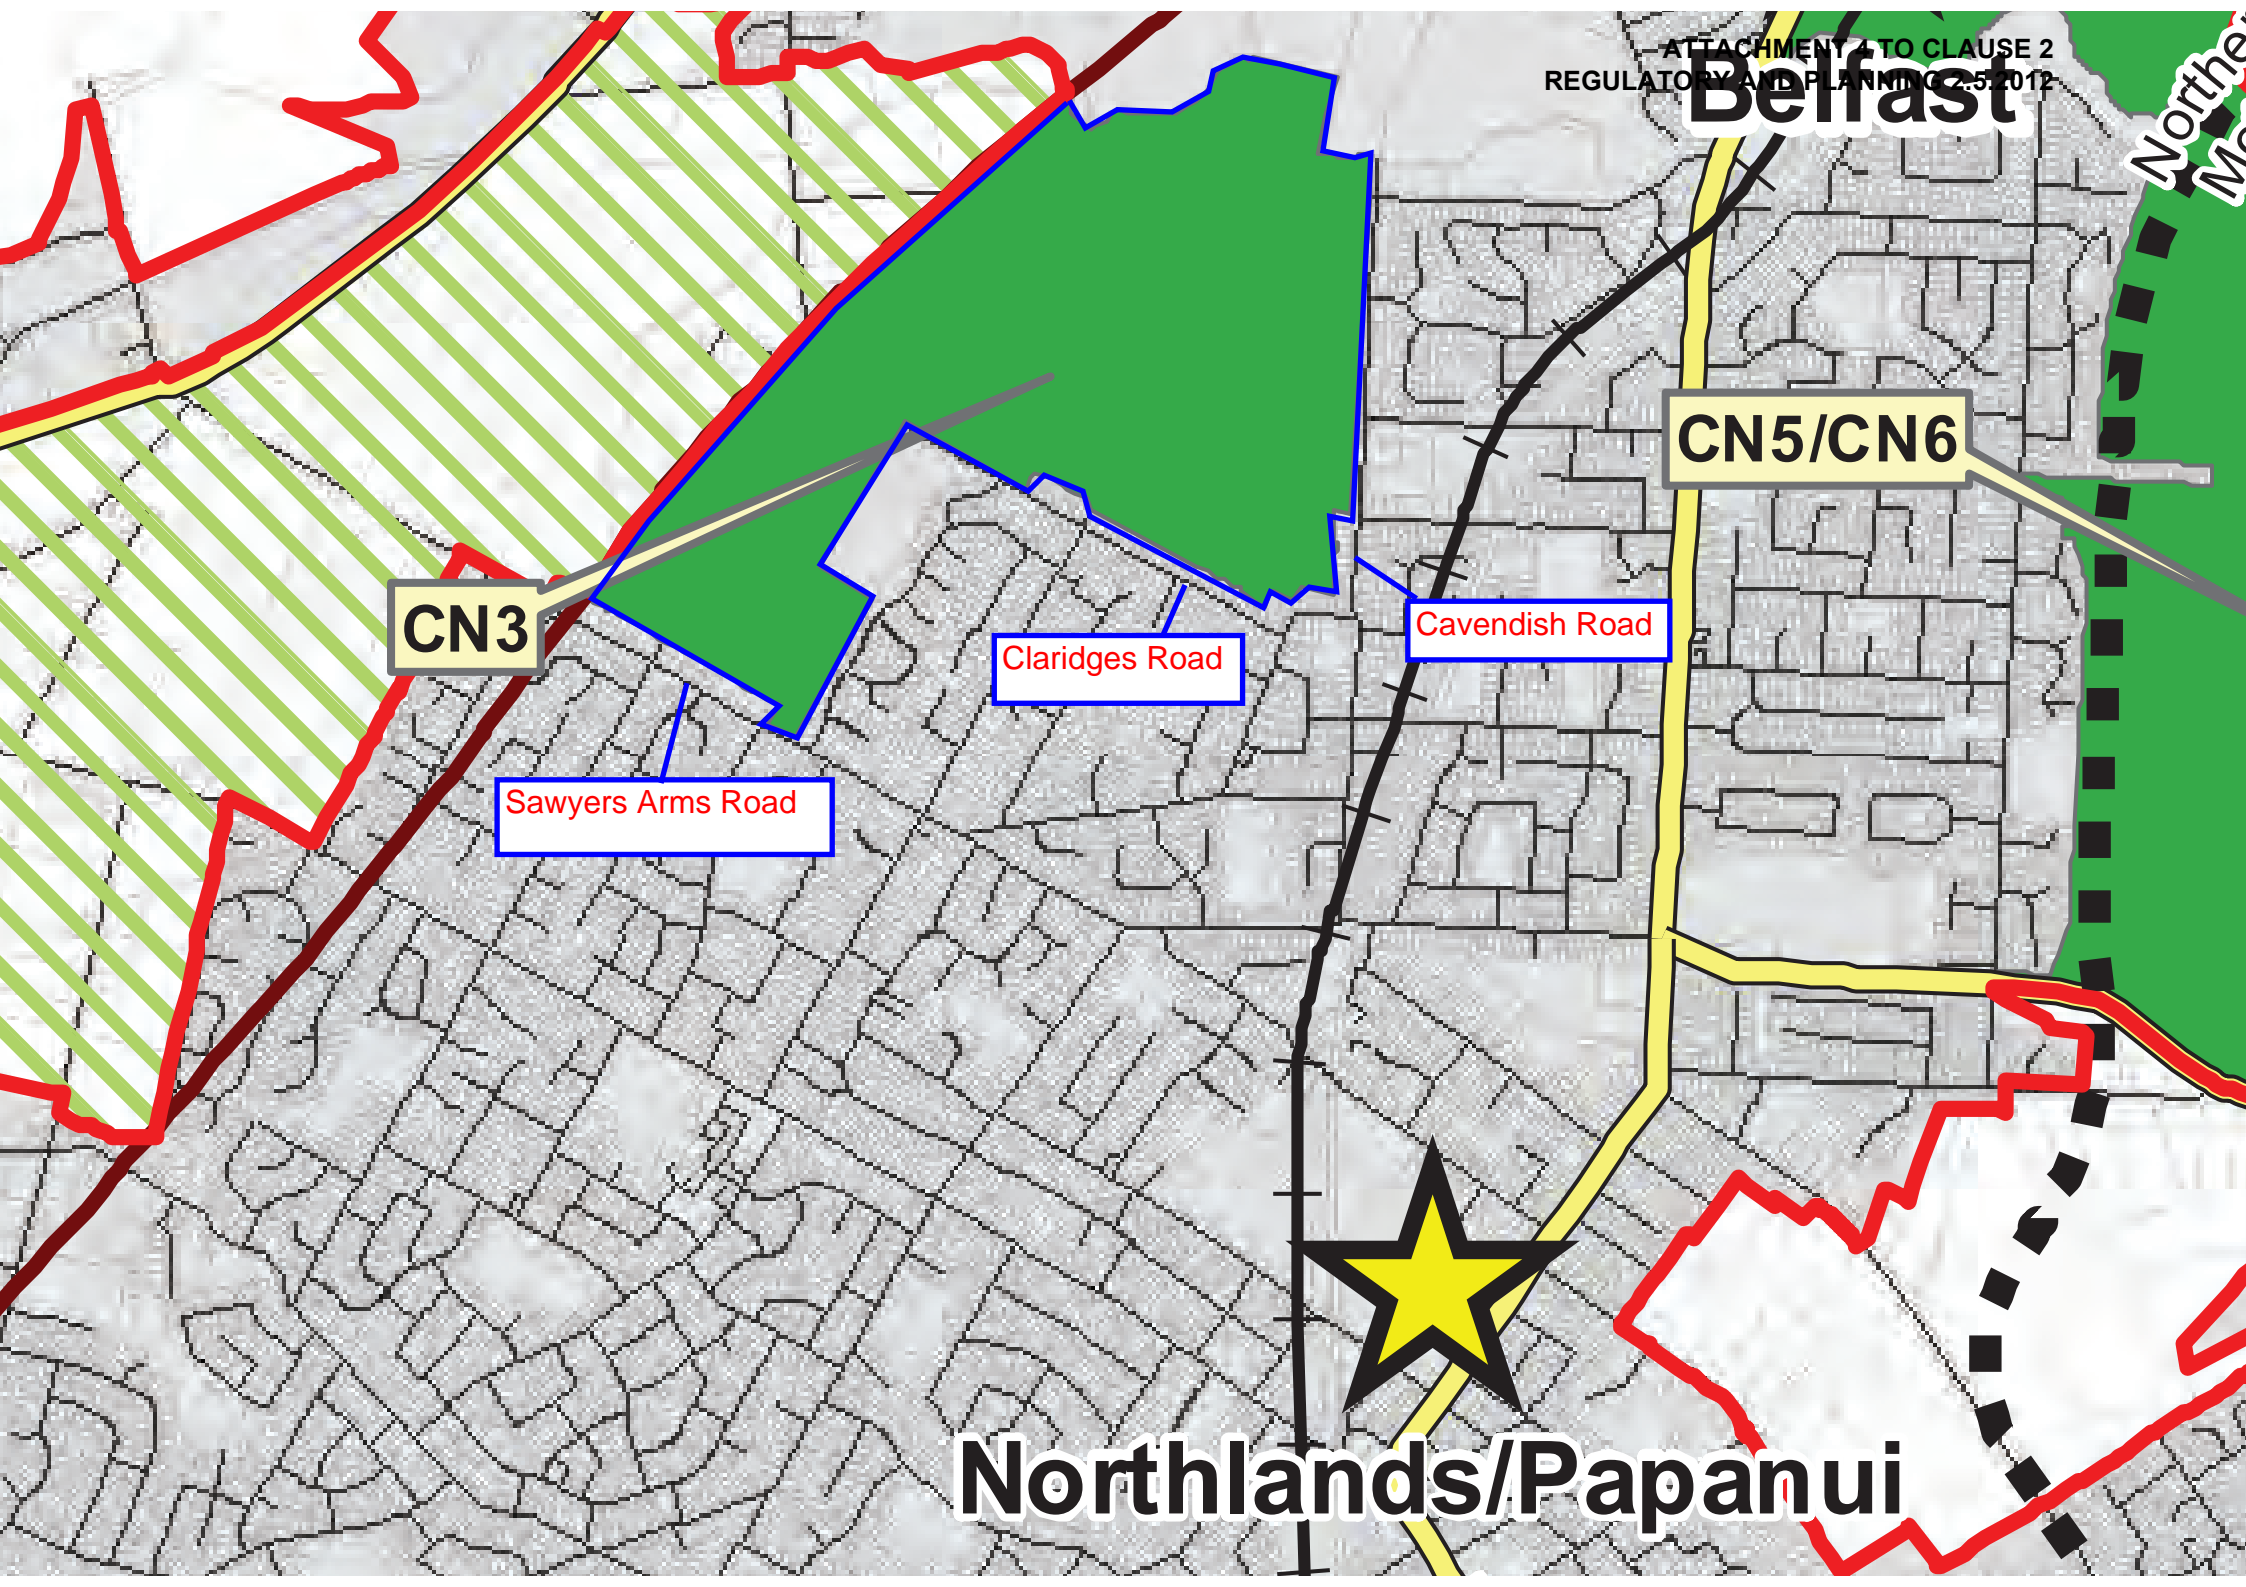 ATTACHMENT 4 TO CLAUSE 2
REGULATORY AND PLANNING 2.5.2012
Belfast
CN5/CN6
CN3
Cavendish Road
Claridges Road
Sawyers Arms Road
Northlands/Papanui